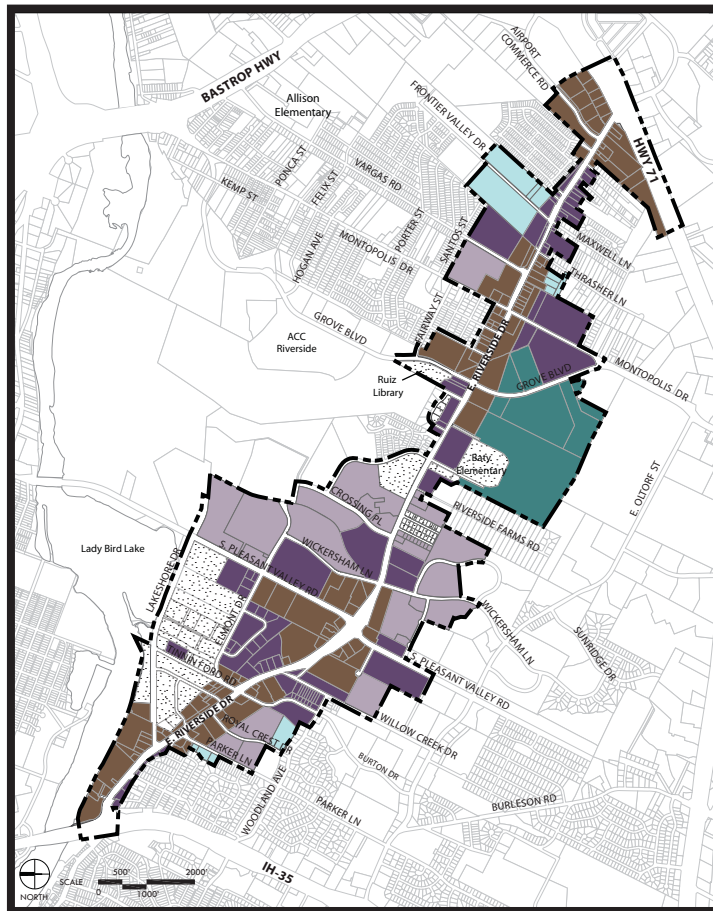 AIRPORT
COMMERCE RD
BASTROP HWY
Allison
Elementary
FRONTIER VALLEY DR
HWY 71
VARGAS RD
PONCA ST
KEMP ST
FELIX ST
PORTER ST
SANTOS ST
MAXWELL LN
MONTOPOLIS DR
HOGAN AVE
THRASHER LN
GROVE BLVD
FAIRWAY ST
E. RIVERSIDE DR
ACC
Riverside
MONTOPOLIS DR
GROVE BLVD
Ruiz
Library
Baty
Elementary
E. OLTORF ST
CROSSING PL
RIVERSIDE FARMS RD
Lady Bird Lake
LAKESHORE DR
S. PLEASANT VALLEY RD
WICKERSHAM LN
ELMONT DR
WICKERSHAM LN
SUNRIDGE DR
TINNIN FORD RD
S. PLEASANT VALLEY RD
E. RIVERSIDE DR
ROYAL CREST DR
WILLOW CREEK DR
PARKER LN
BURTON DR
WOODLAND AVE
PARKER LN
BURLESON RD
IH-35
NORTH
SCALE
500'
2000'
0
1000'